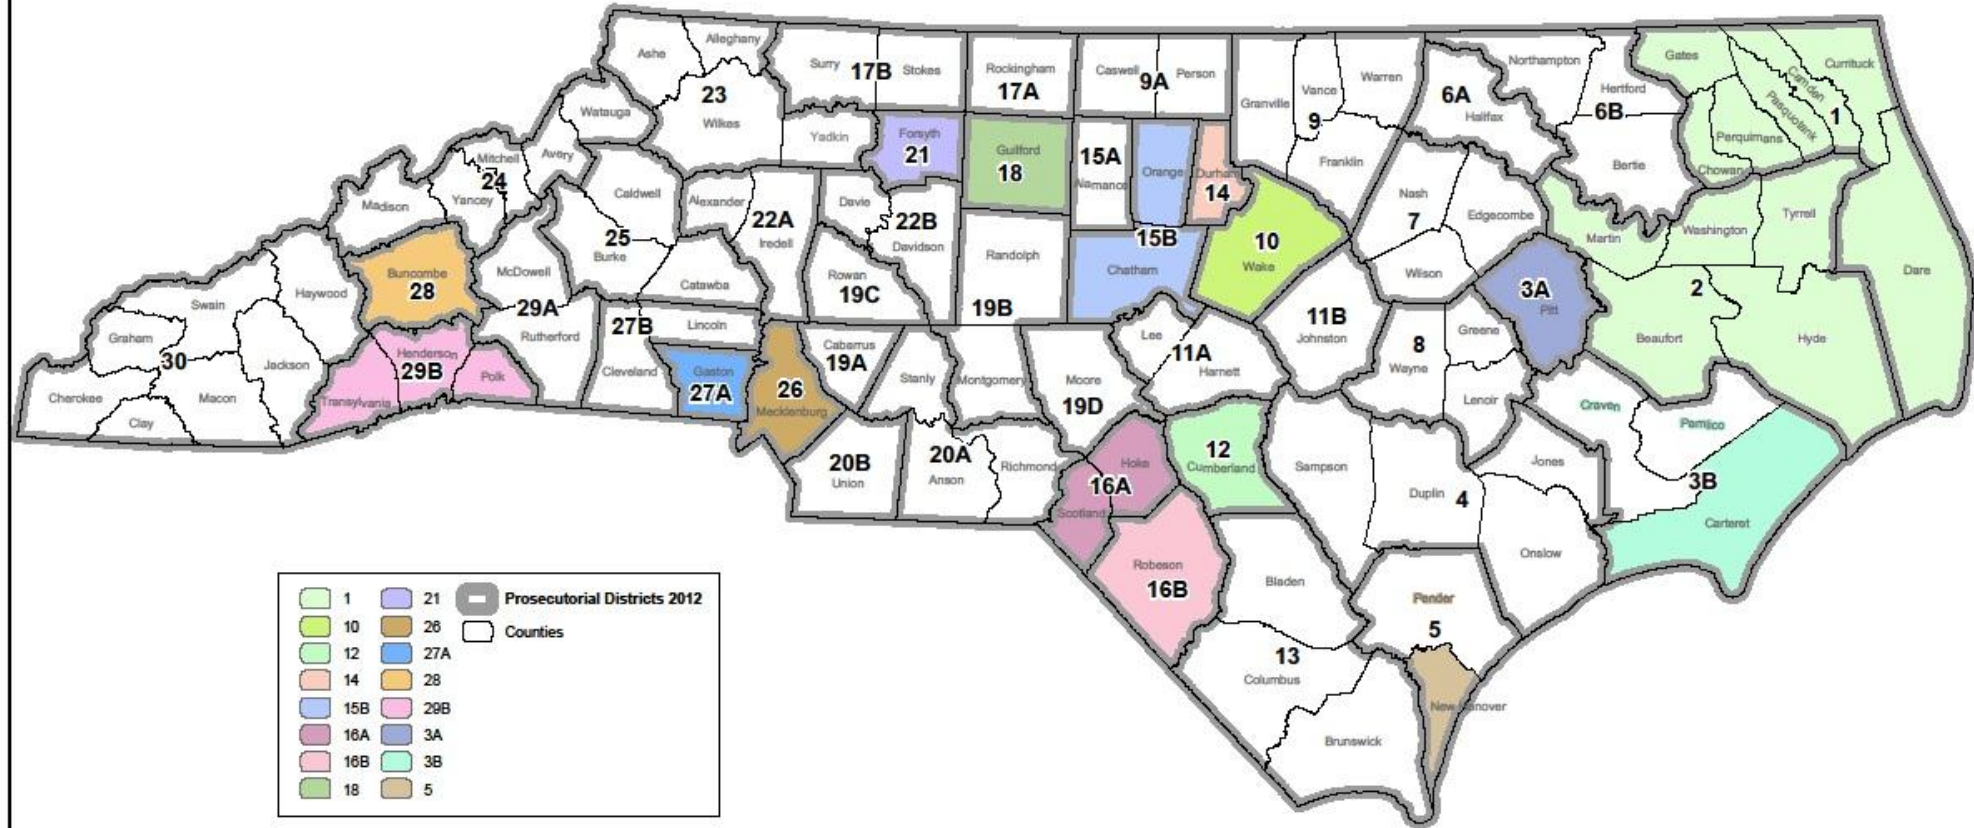 Ashe
Alleghany
Surry
17B
Stokes
Rockingham
17A
Caswell
9A
Person
Granville
Vance
9
Warren
Franklin
Northampton
6A
Halifax
Hertford
6B
Bertie
Gates
Camden
Currituck
Pasquotank
1
Perquimans
Chowan
23
Wilkes
Watauga
Yadkin
Forsyth
21
Guilford
18
15A
Alamance
Orange
Durham
14
Mitchell
Avery
24
Yancey
Madison
Caldwell
25
Burke
Alexander
22A
Iredell
Davie
22B
Davidson
Randolph
19B
15B
Chatham
10
Wake
Nash
7
Edgecombe
Wilson
Martin
Washington
Tyrrell
Dare
Buncombe
28
McDowell
29A
Rutherford
Catawba
Rowan
19C
Swain
Haywood
Graham
30
Jackson
Cherokee
Clay
Macon
Henderson
29B
Transylvania
Polk
27B
Lincoln
Cleveland
Gaston
27A
26
Mecklenburg
Cabarrus
19A
Stanly
Montgomery
Moore
19D
Lee
11A
Harnett
11B
Johnston
8
Wayne
Greene
Lenoir
3A
Pitt
2
Beaufort
Hyde
Craven
Pamlico
3B
Carteret
Jones
20B
Union
20A
Anson
Richmond
Hoke
16A
Scotland
12
Cumberland
Sampson
Duplin
4
Onslow
Robeson
16B
Bladen
13
Columbus
Brunswick
Pender
5
New Hanover
1 21 Prosecutorial Districts 2012
10 26 Counties
12 27A
14 28
15B 29B
16A 3A
16B 3B
18 5